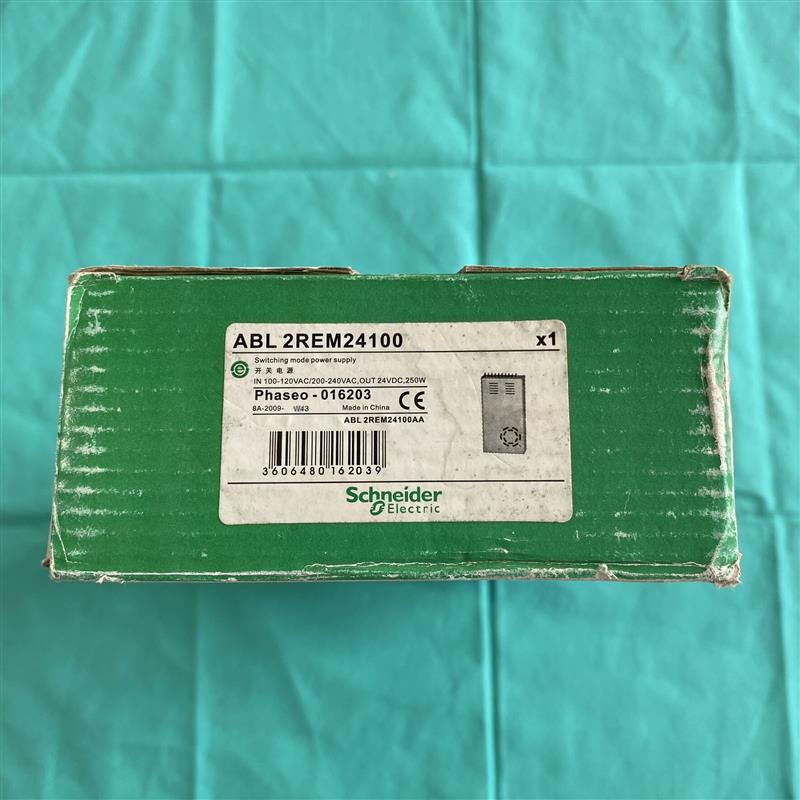 ABL 2REM24100 x1
Switching mode power supply
e
开关电源
IN 100-120VAC/200-240VAC,OUT 24VDC,250W
Phaseo - 016203
8A-2009- W43 Made in China CE
ABL 2REM24100AA
3606480162039
Schneider
Electric